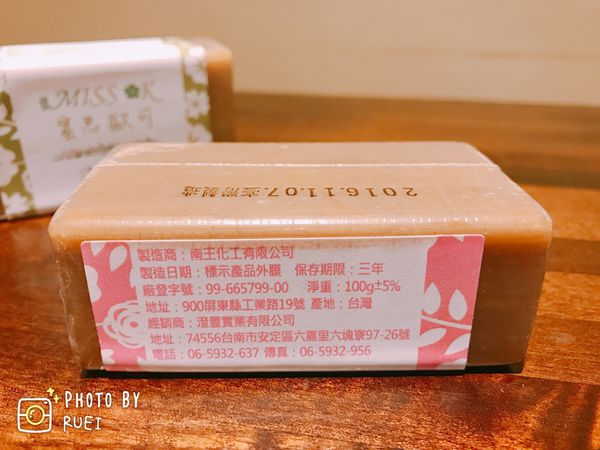 MISS K
蜜思歐可
2016.11.07.臺灣製造
製造商：南王化工有限公司
製造日期：標示產品外膜 保存期限：三年
廠登字號：99-665799-00 淨重：100g±5%
地址：900屏東縣工業路19號 產地：台灣
經銷商：澄豐實業有限公司
地址：74556台南市安定區六嘉里六塊寮97-26號
電話：06-5932-637 傳真：06-5932-956
PHOTO BY
RUEI